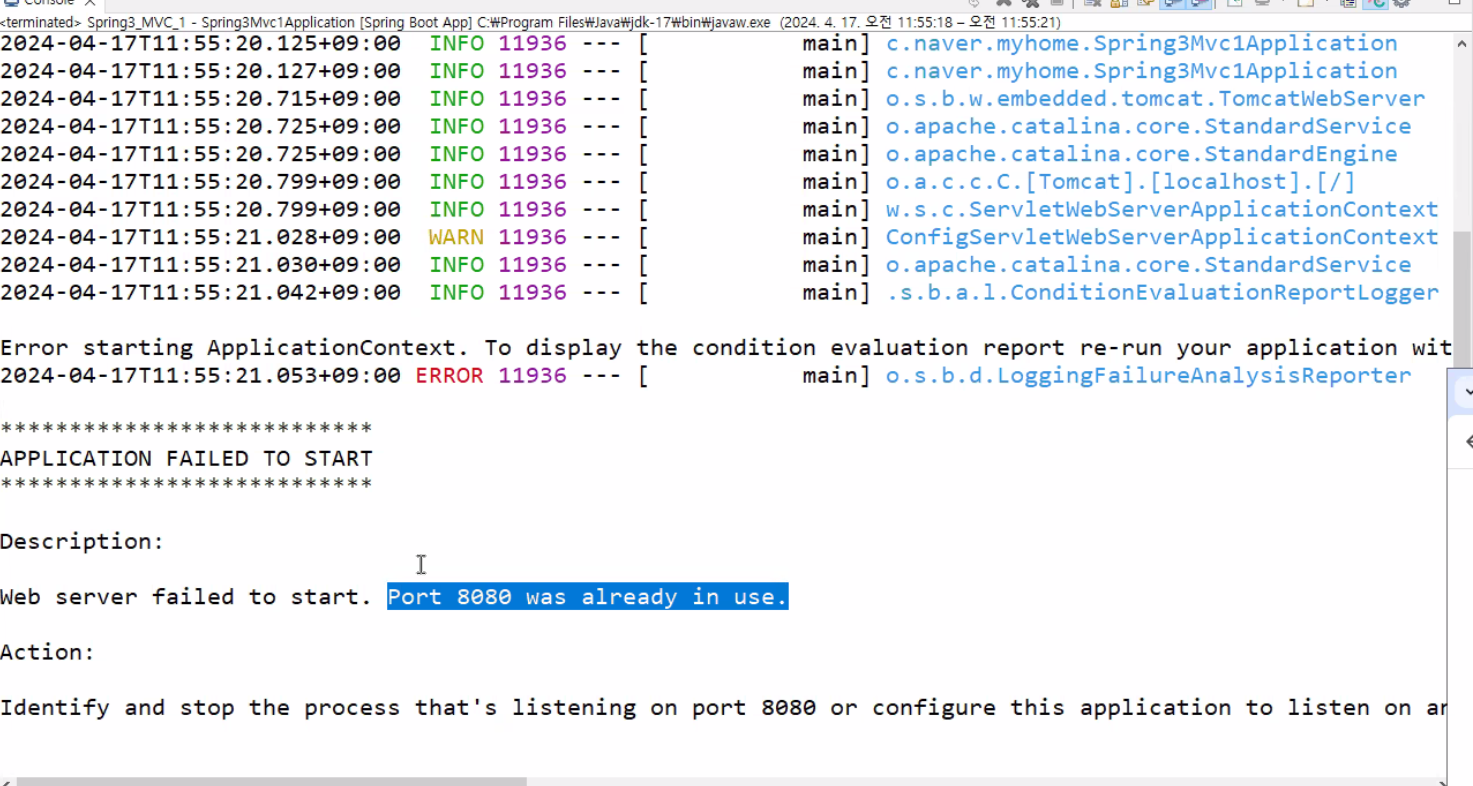 Console
<terminated> Spring3_MVC_1 - Spring3Mvc1Application [Spring Boot App] C:₩Program Files₩Java₩jdk-17₩bin₩javaw.exe (2024. 4. 17. 오전 11:55:18 – 오전 11:55:21)
2024-04-17T11:55:20.125+09:00 INFO 11936 --- [ main] c.naver.myhome.Spring3Mvc1Application
2024-04-17T11:55:20.127+09:00 INFO 11936 --- [ main] c.naver.myhome.Spring3Mvc1Application
2024-04-17T11:55:20.715+09:00 INFO 11936 --- [ main] o.s.b.w.embedded.tomcat.TomcatWebServer
2024-04-17T11:55:20.725+09:00 INFO 11936 --- [ main] o.apache.catalina.core.StandardService
2024-04-17T11:55:20.725+09:00 INFO 11936 --- [ main] o.apache.catalina.core.StandardEngine
2024-04-17T11:55:20.799+09:00 INFO 11936 --- [ main] o.a.c.c.C.[Tomcat].[localhost].[/]
2024-04-17T11:55:20.799+09:00 INFO 11936 --- [ main] w.s.c.ServletWebServerApplicationContext
2024-04-17T11:55:21.028+09:00 WARN 11936 --- [ main] ConfigServletWebServerApplicationContext
2024-04-17T11:55:21.030+09:00 INFO 11936 --- [ main] o.apache.catalina.core.StandardService
2024-04-17T11:55:21.042+09:00 INFO 11936 --- [ main] .s.b.a.l.ConditionEvaluationReportLogger
Error starting ApplicationContext. To display the condition evaluation report re-run your application wit
2024-04-17T11:55:21.053+09:00 ERROR 11936 --- [ main] o.s.b.d.LoggingFailureAnalysisReporter
***************************
APPLICATION FAILED TO START
***************************
Description:
Web server failed to start. Port 8080 was already in use.
Action:
Identify and stop the process that's listening on port 8080 or configure this application to listen on